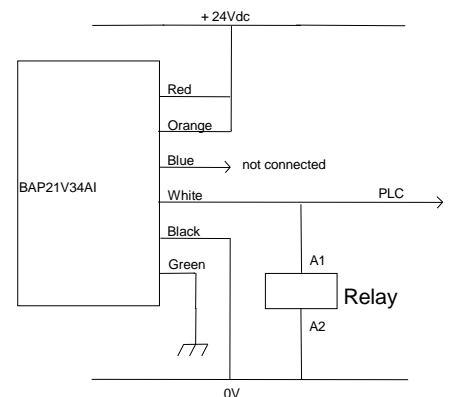 + 24Vdc
Red
Orange
Blue
not connected
BAP21V34AI
White
PLC
Black
Green
A1
Relay
A2
0V